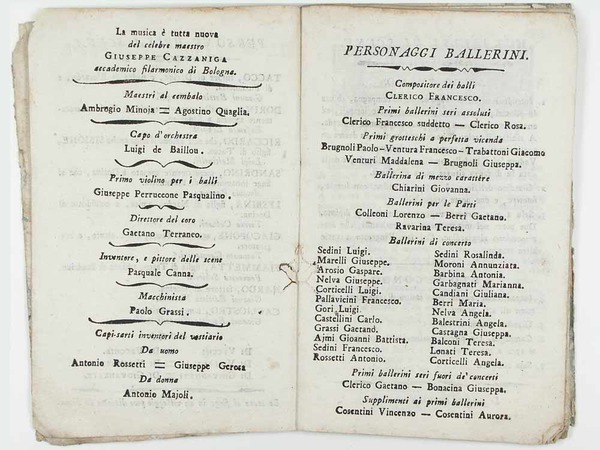 La musica è tutta nuova
del celebre maestro
GIUSEPPE CAZZANIGA
accademico filarmonico di Bologna.
Maestri al cembalo
Ambrogio Minoja = Agostino Quaglia.
Capo d'orchestra
Luigi de Baillou.
Primo violino per i balli
Giuseppe Perruccone Pasqualino.
Direttore del coro
Gaetano Terraneo.
Inventore, e pittore delle scene
Pasquale Canna.
Macchinista
Paolo Grassi.
Capi-sarti inventori del vestiario
Da uomo
Antonio Rossetti = Giuseppe Gerosa
Da donna
Antonio Majoli.
PERSONAGGI BALLERINI.
Compositore dei balli
CLERICO FRANCESCO.
Primi ballerini serj assoluti
Clerico Francesco suddetto — Clerico Rosa.
Primi grotteschi a perfetta vicenda
Brugnoli Paolo – Ventura Francesco – Trabattoni Giacomo
Venturi Maddalena — Brugnoli Giuseppa.
Ballerina di mezzo carattere
Chiarini Giovanna.
Ballerini per le Parti
Colleoni Lorenzo — Berri Gaetano.
Ravarina Teresa.
Ballerini di concerto
Sedini Luigi.
Marelli Giuseppe.
Arosio Gaspare.
Nelva Giuseppe.
Corticelli Luigi.
Pallavicini Francesco.
Gori Luigi.
Castellini Carlo.
Grassi Gaetano.
Ajmi Gioanni Battista.
Sedini Francesco.
Rossetti Antonio.
Sedini Rosalinda.
Moroni Annunziata.
Barbina Antonia.
Garbagnati Marianna.
Candiani Giuliana.
Berri Maria.
Nelva Angela.
Balestrini Angela.
Castagna Giuseppa.
Balconi Teresa.
Lonati Teresa.
Corticelli Angela.
Primi ballerini serj fuori de' concerti
Clerico Gaetano — Bonacina Giuseppa.
Supplimenti ai primi ballerini
Cosentini Vincenzo — Cosentini Aurora.